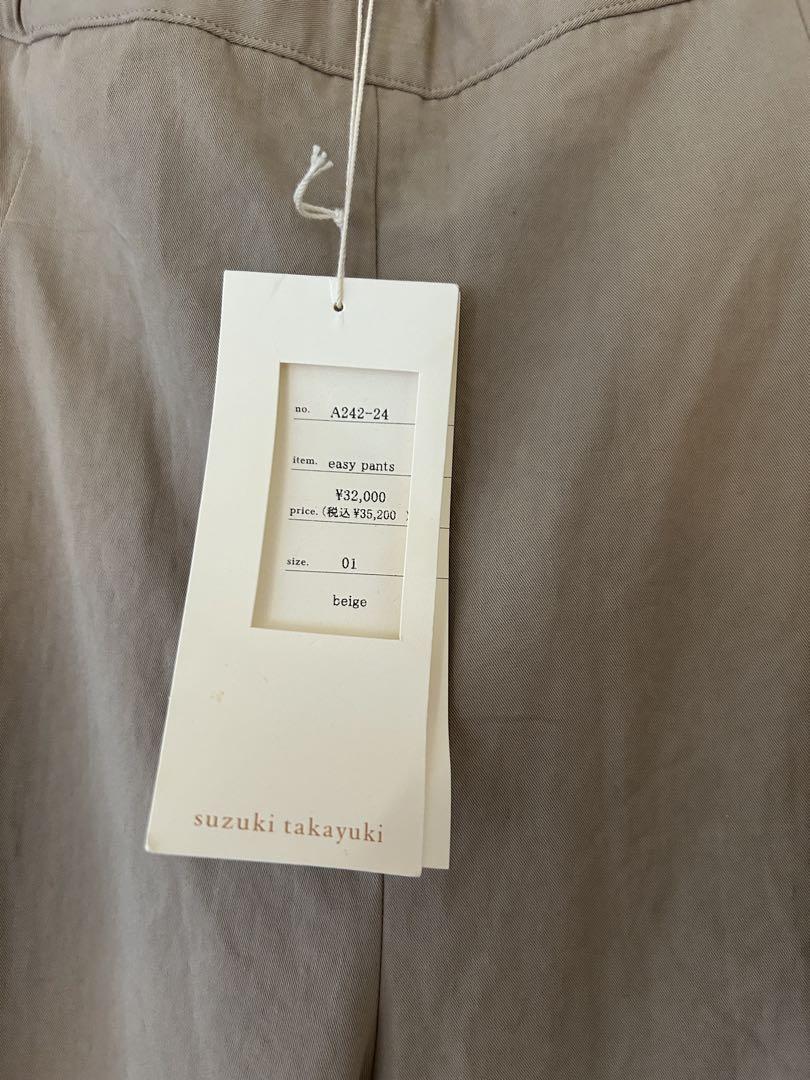 no. A242-24
item. easy pants
¥32,000
price. (税込 ¥35,200 )
size. 01
beige
suzuki takayuki